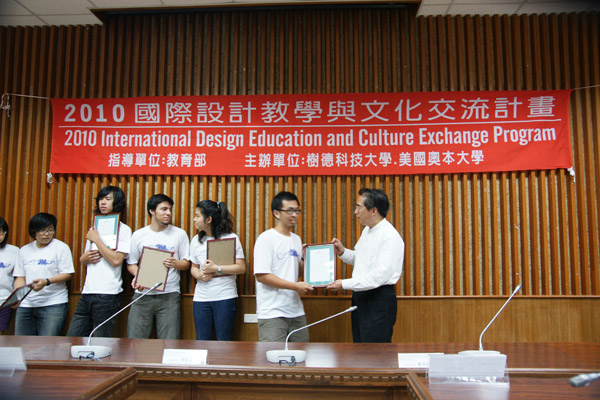 2010 國際設計教學與文化交流計畫
2010 International Design Education and Culture Exchange Program
指導單位:教育部 主辦單位:樹德科技大學.美國奧本大學